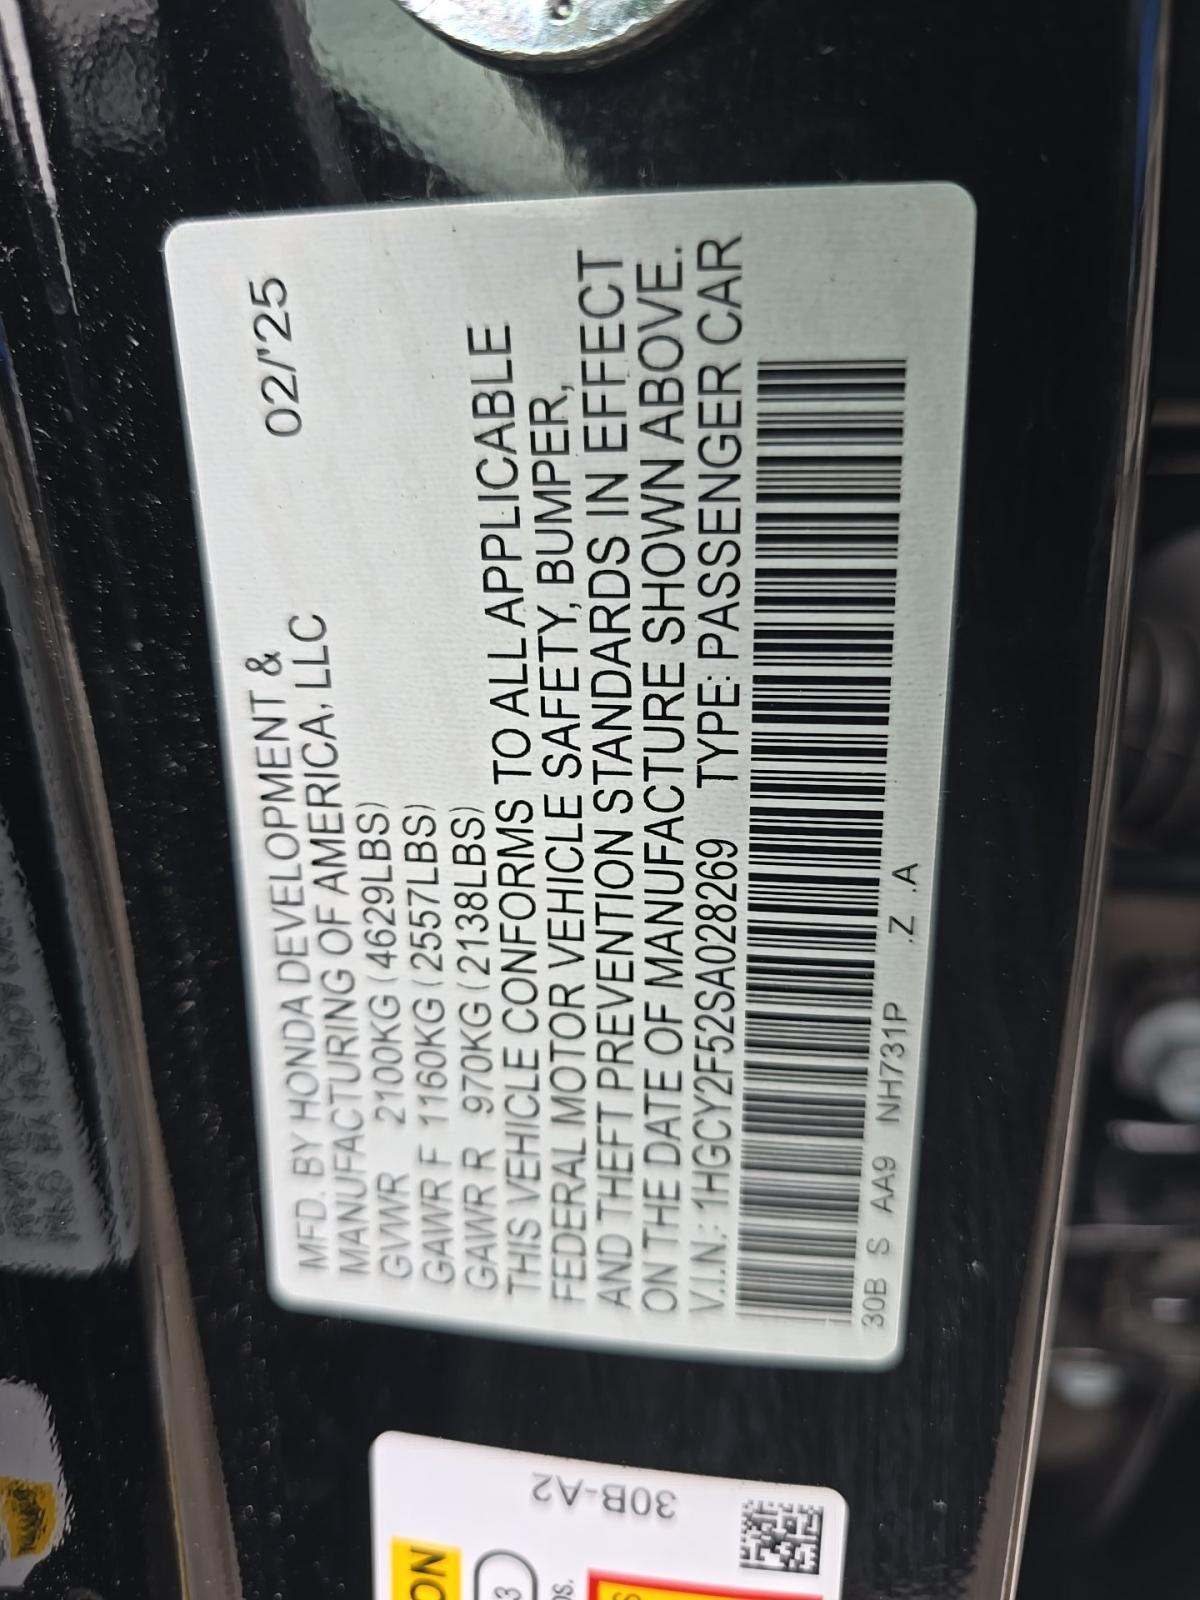 MFD. BY HONDA DEVELOPMENT & 02/'25
MANUFACTURING OF AMERICA, LLC
GVWR 2100KG (4629LBS)
GAWR F 1160KG (2557LBS)
GAWR R 970KG (2138LBS)
THIS VEHICLE CONFORMS TO ALL APPLICABLE
FEDERAL MOTOR VEHICLE SAFETY, BUMPER,
AND THEFT PREVENTION STANDARDS IN EFFECT
ON THE DATE OF MANUFACTURE SHOWN ABOVE.
V.I.N.: 1HGCY2F52SA028269 TYPE: PASSENGER CAR
30B S AA9 NH731P .Z .A
30B-A2